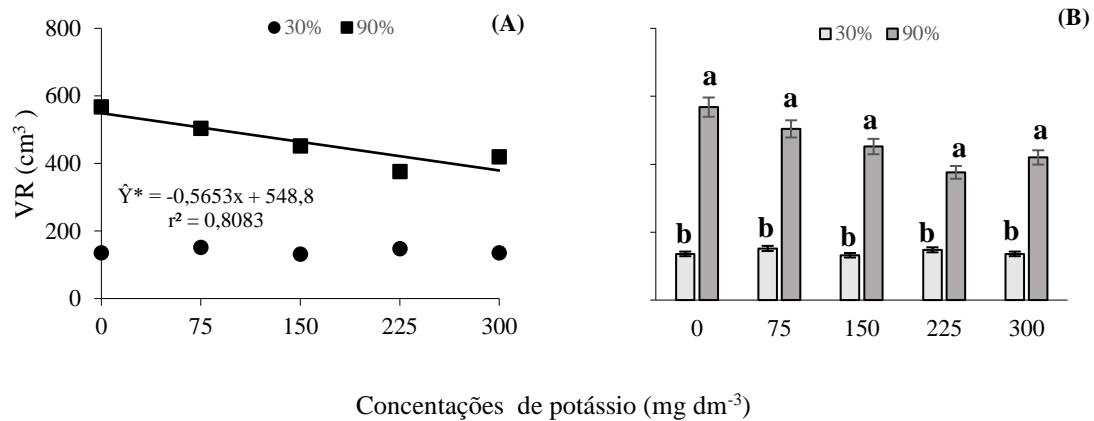 (A)
● 30% ■ 90%
VR (cm³)
800
600
400
200
0
Ŷ* = -0,5653x + 548,8
r² = 0,8083
0 75 150 225 300
(B)
30% 90%
a a a a a
b b b b b
0 75 150 225 300
Concentações de potássio (mg dm⁻³)